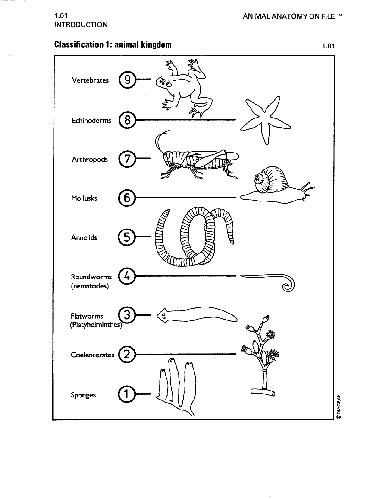 1.01
INTRODUCTION
ANIMAL ANATOMY ON FILE™
Classification 1: animal kingdom
1.01
Vertebrates 9
Echinoderms 8
Arthropods 7
Mollusks 6
Annelids 5
Roundworms 4
(nematodes)
Flatworms 3
(Platyhelminthes)
Coelenterates 2
Sponges 1